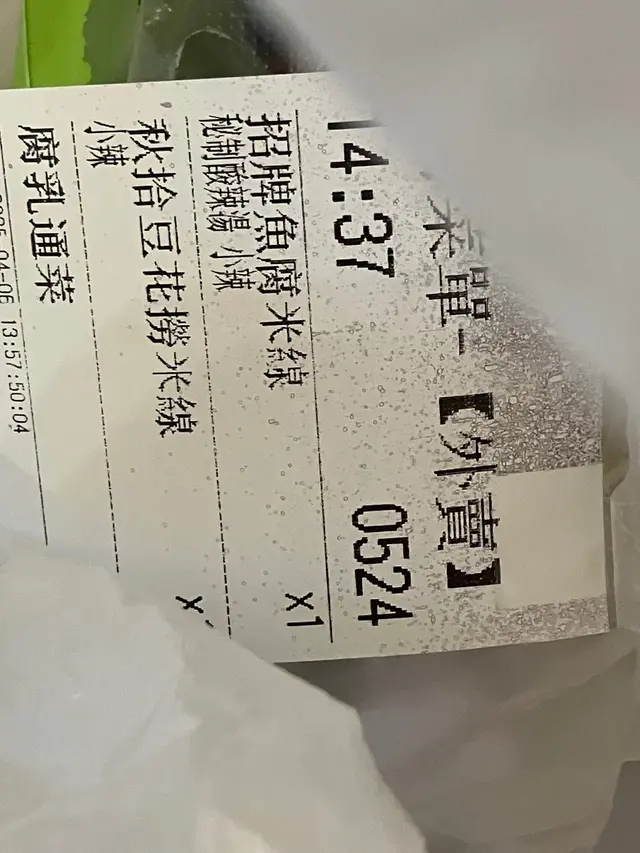 菜單-【外賣】
14:37 0524
招牌魚腐米線 x1
秘制酸辣湯 小辣
秋拾豆花撈米線 x
小辣
腐乳通菜
2025-04-06 13:57:50:04